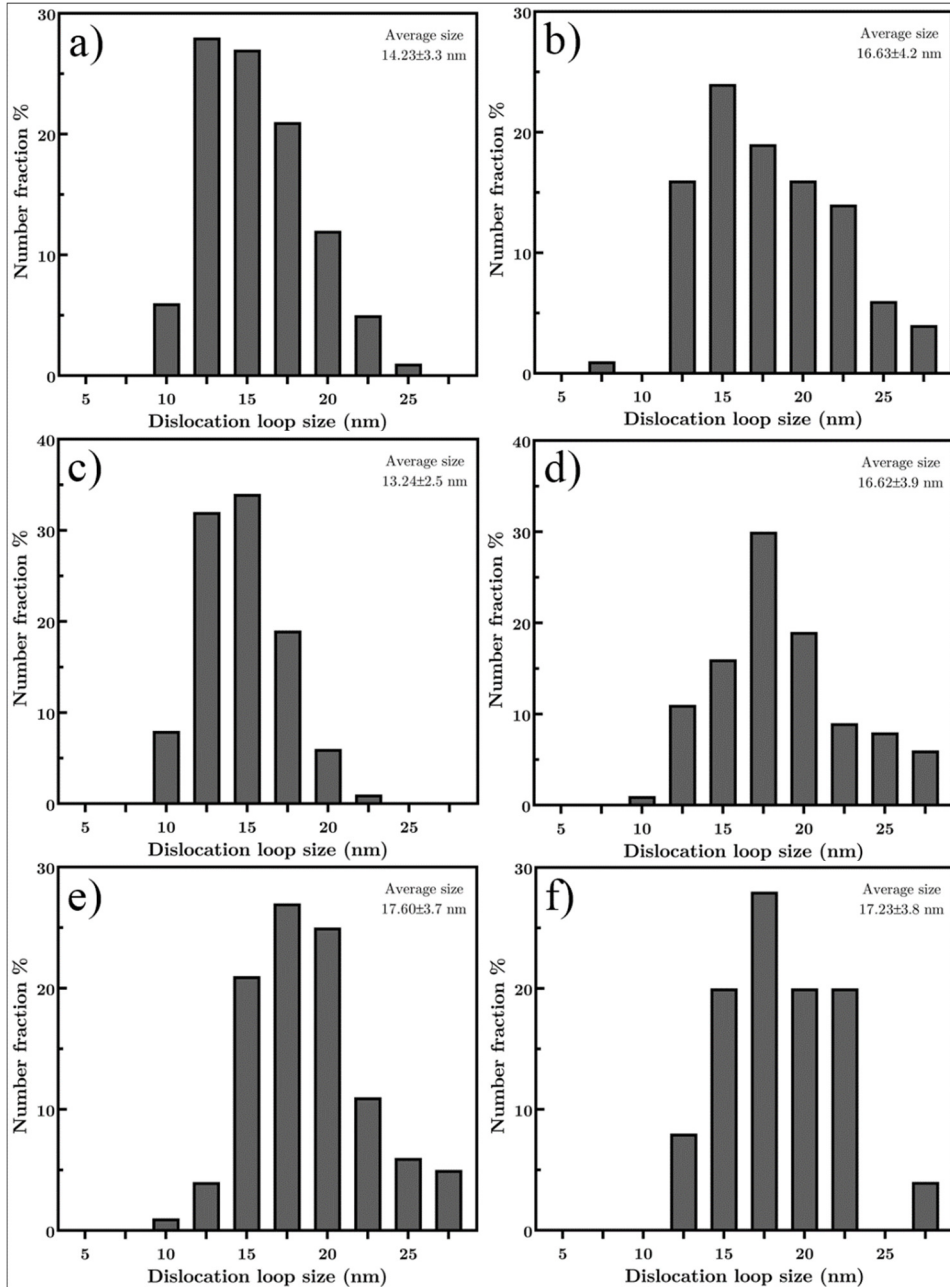 a)
Average size
14.23±3.3 nm
Number fraction %
30
20
10
0
5 10 15 20 25
Dislocation loop size (nm)
b)
Average size
16.63±4.2 nm
Number fraction %
30
20
10
0
5 10 15 20 25
Dislocation loop size (nm)
c)
Average size
13.24±2.5 nm
Number fraction %
40
30
20
10
0
5 10 15 20 25
Dislocation loop size (nm)
d)
Average size
16.62±3.9 nm
Number fraction %
40
30
20
10
0
5 10 15 20 25
Dislocation loop size (nm)
e)
Average size
17.60±3.7 nm
Number fraction %
30
20
10
0
5 10 15 20 25
Dislocation loop size (nm)
f)
Average size
17.23±3.8 nm
Number fraction %
30
20
10
0
5 10 15 20 25
Dislocation loop size (nm)